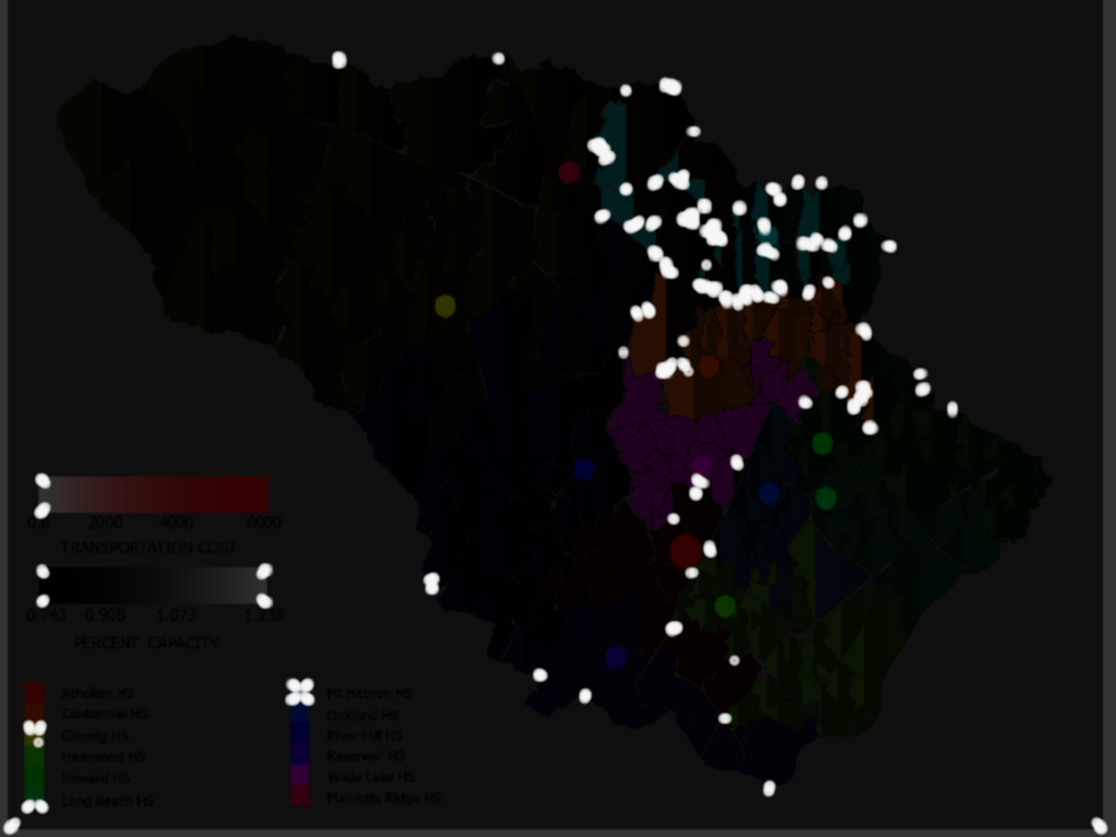 0.0 2000 4000 6000
TRANSPORTATION COST
0.743 0.908 1.073 1.238
PERCENT CAPACITY
Atholton HS
Centennial HS
Glenelg HS
Hammond HS
Howard HS
Long Reach HS
Mt Hebron HS
Oakland HS
River Hill HS
Reservoir HS
Wilde Lake HS
Marriotts Ridge HS